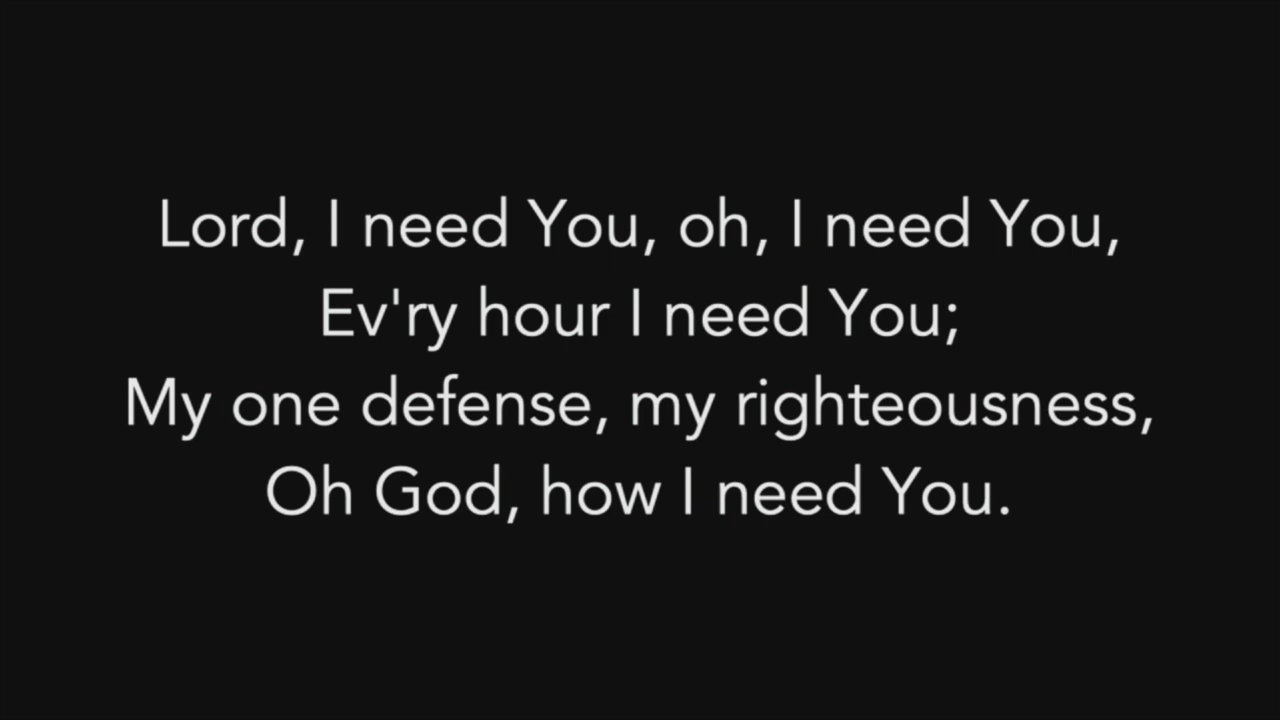 Lord, I need You, oh, I need You,
Ev'ry hour I need You;
My one defense, my righteousness,
Oh God, how I need You.